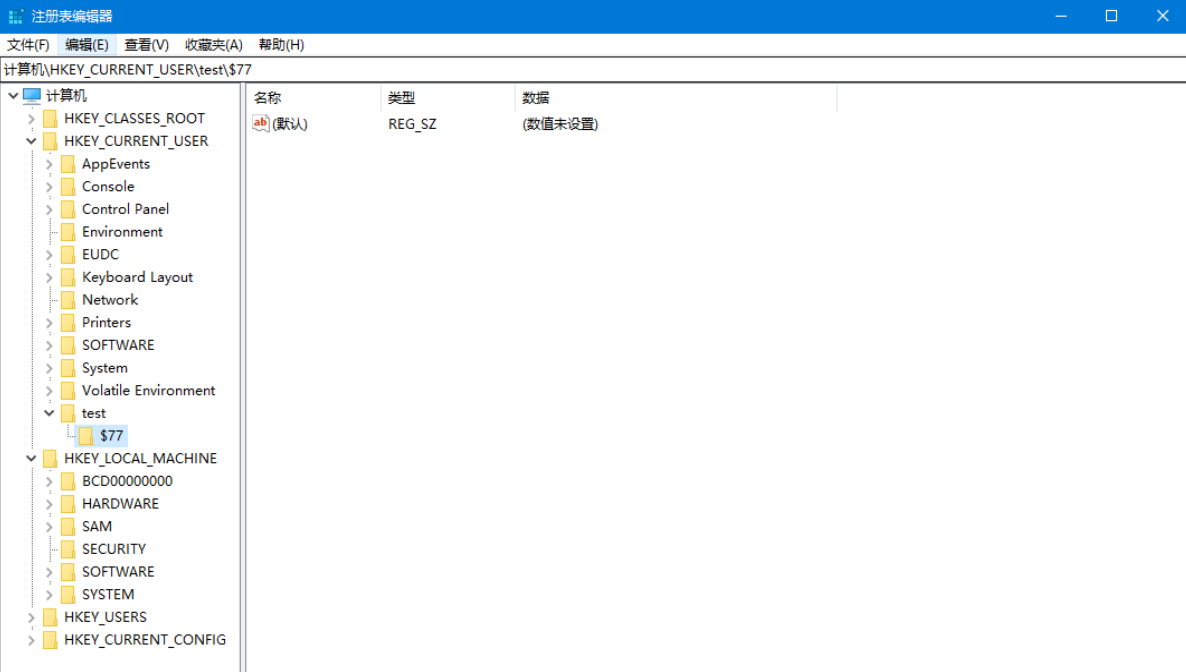 注册表编辑器
文件(F) 编辑(E) 查看(V) 收藏夹(A) 帮助(H)
计算机\HKEY_CURRENT_USER\test\$77
计算机
HKEY_CLASSES_ROOT
HKEY_CURRENT_USER
AppEvents
Console
Control Panel
Environment
EUDC
Keyboard Layout
Network
Printers
SOFTWARE
System
Volatile Environment
test
$77
HKEY_LOCAL_MACHINE
BCD00000000
HARDWARE
SAM
SECURITY
SOFTWARE
SYSTEM
HKEY_USERS
HKEY_CURRENT_CONFIG
名称 类型 数据
ab (默认) REG_SZ (数值未设置)